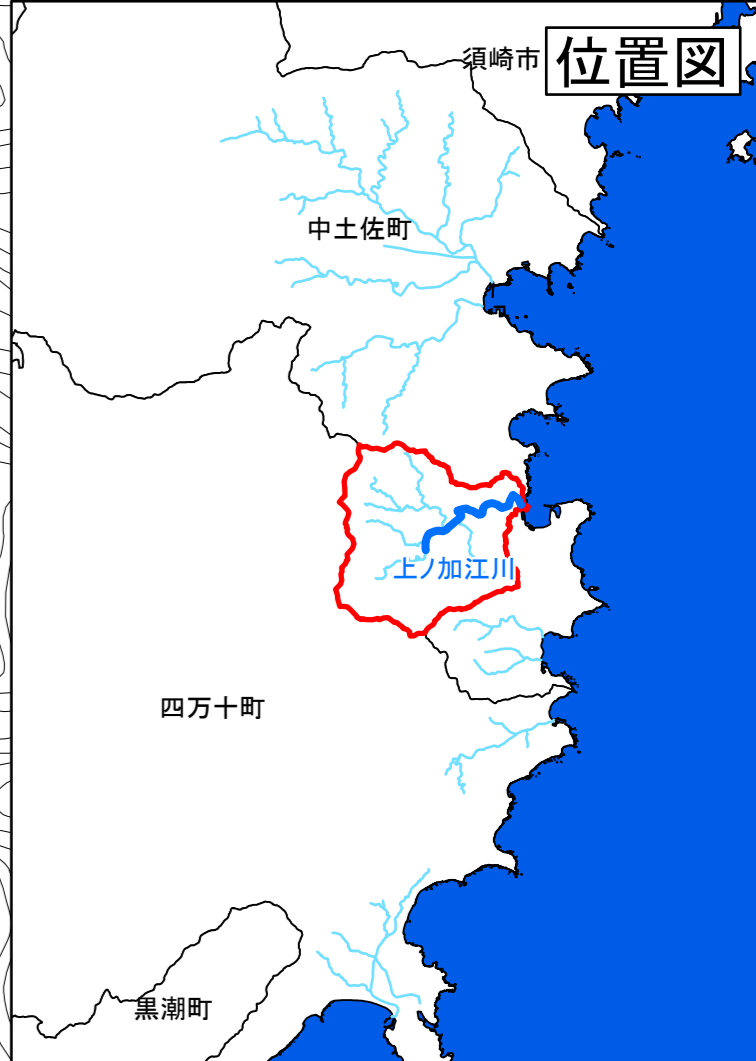 須崎市
位置図
中土佐町
上ノ加江川
四万十町
黒潮町